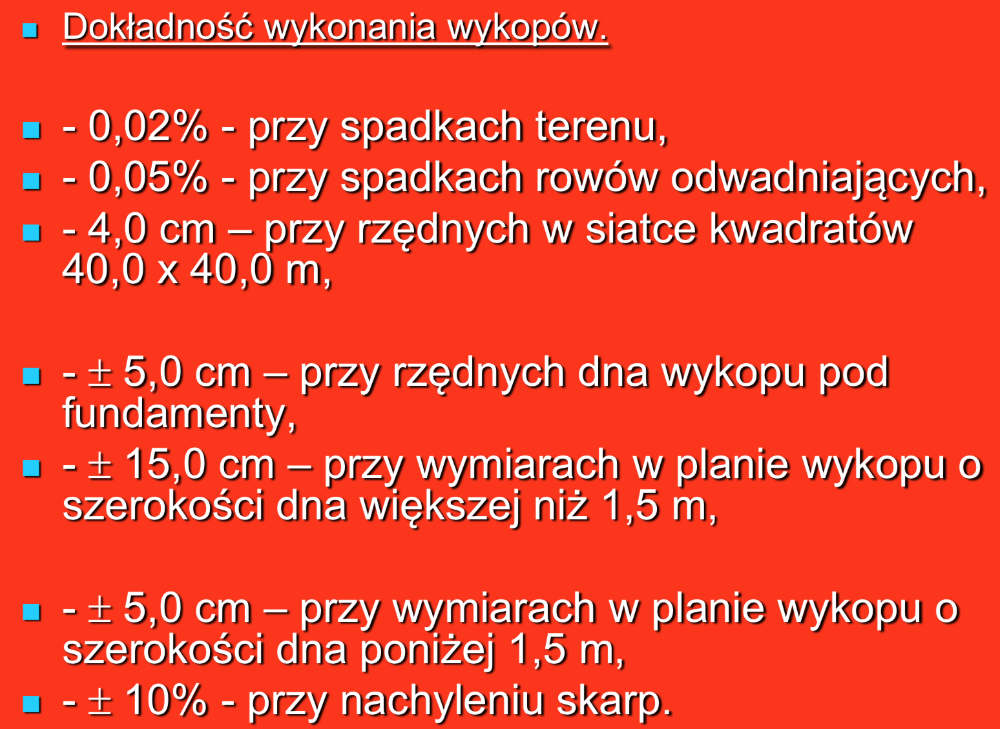 Dokładność wykonania wykopów.
- 0,02% - przy spadkach terenu,
- 0,05% - przy spadkach rowów odwadniających,
- 4,0 cm – przy rzędnych w siatce kwadratów
40,0 x 40,0 m,
- ± 5,0 cm – przy rzędnych dna wykopu pod
fundamenty,
- ± 15,0 cm – przy wymiarach w planie wykopu o
szerokości dna większej niż 1,5 m,
- ± 5,0 cm – przy wymiarach w planie wykopu o
szerokości dna poniżej 1,5 m,
- ± 10% - przy nachyleniu skarp.